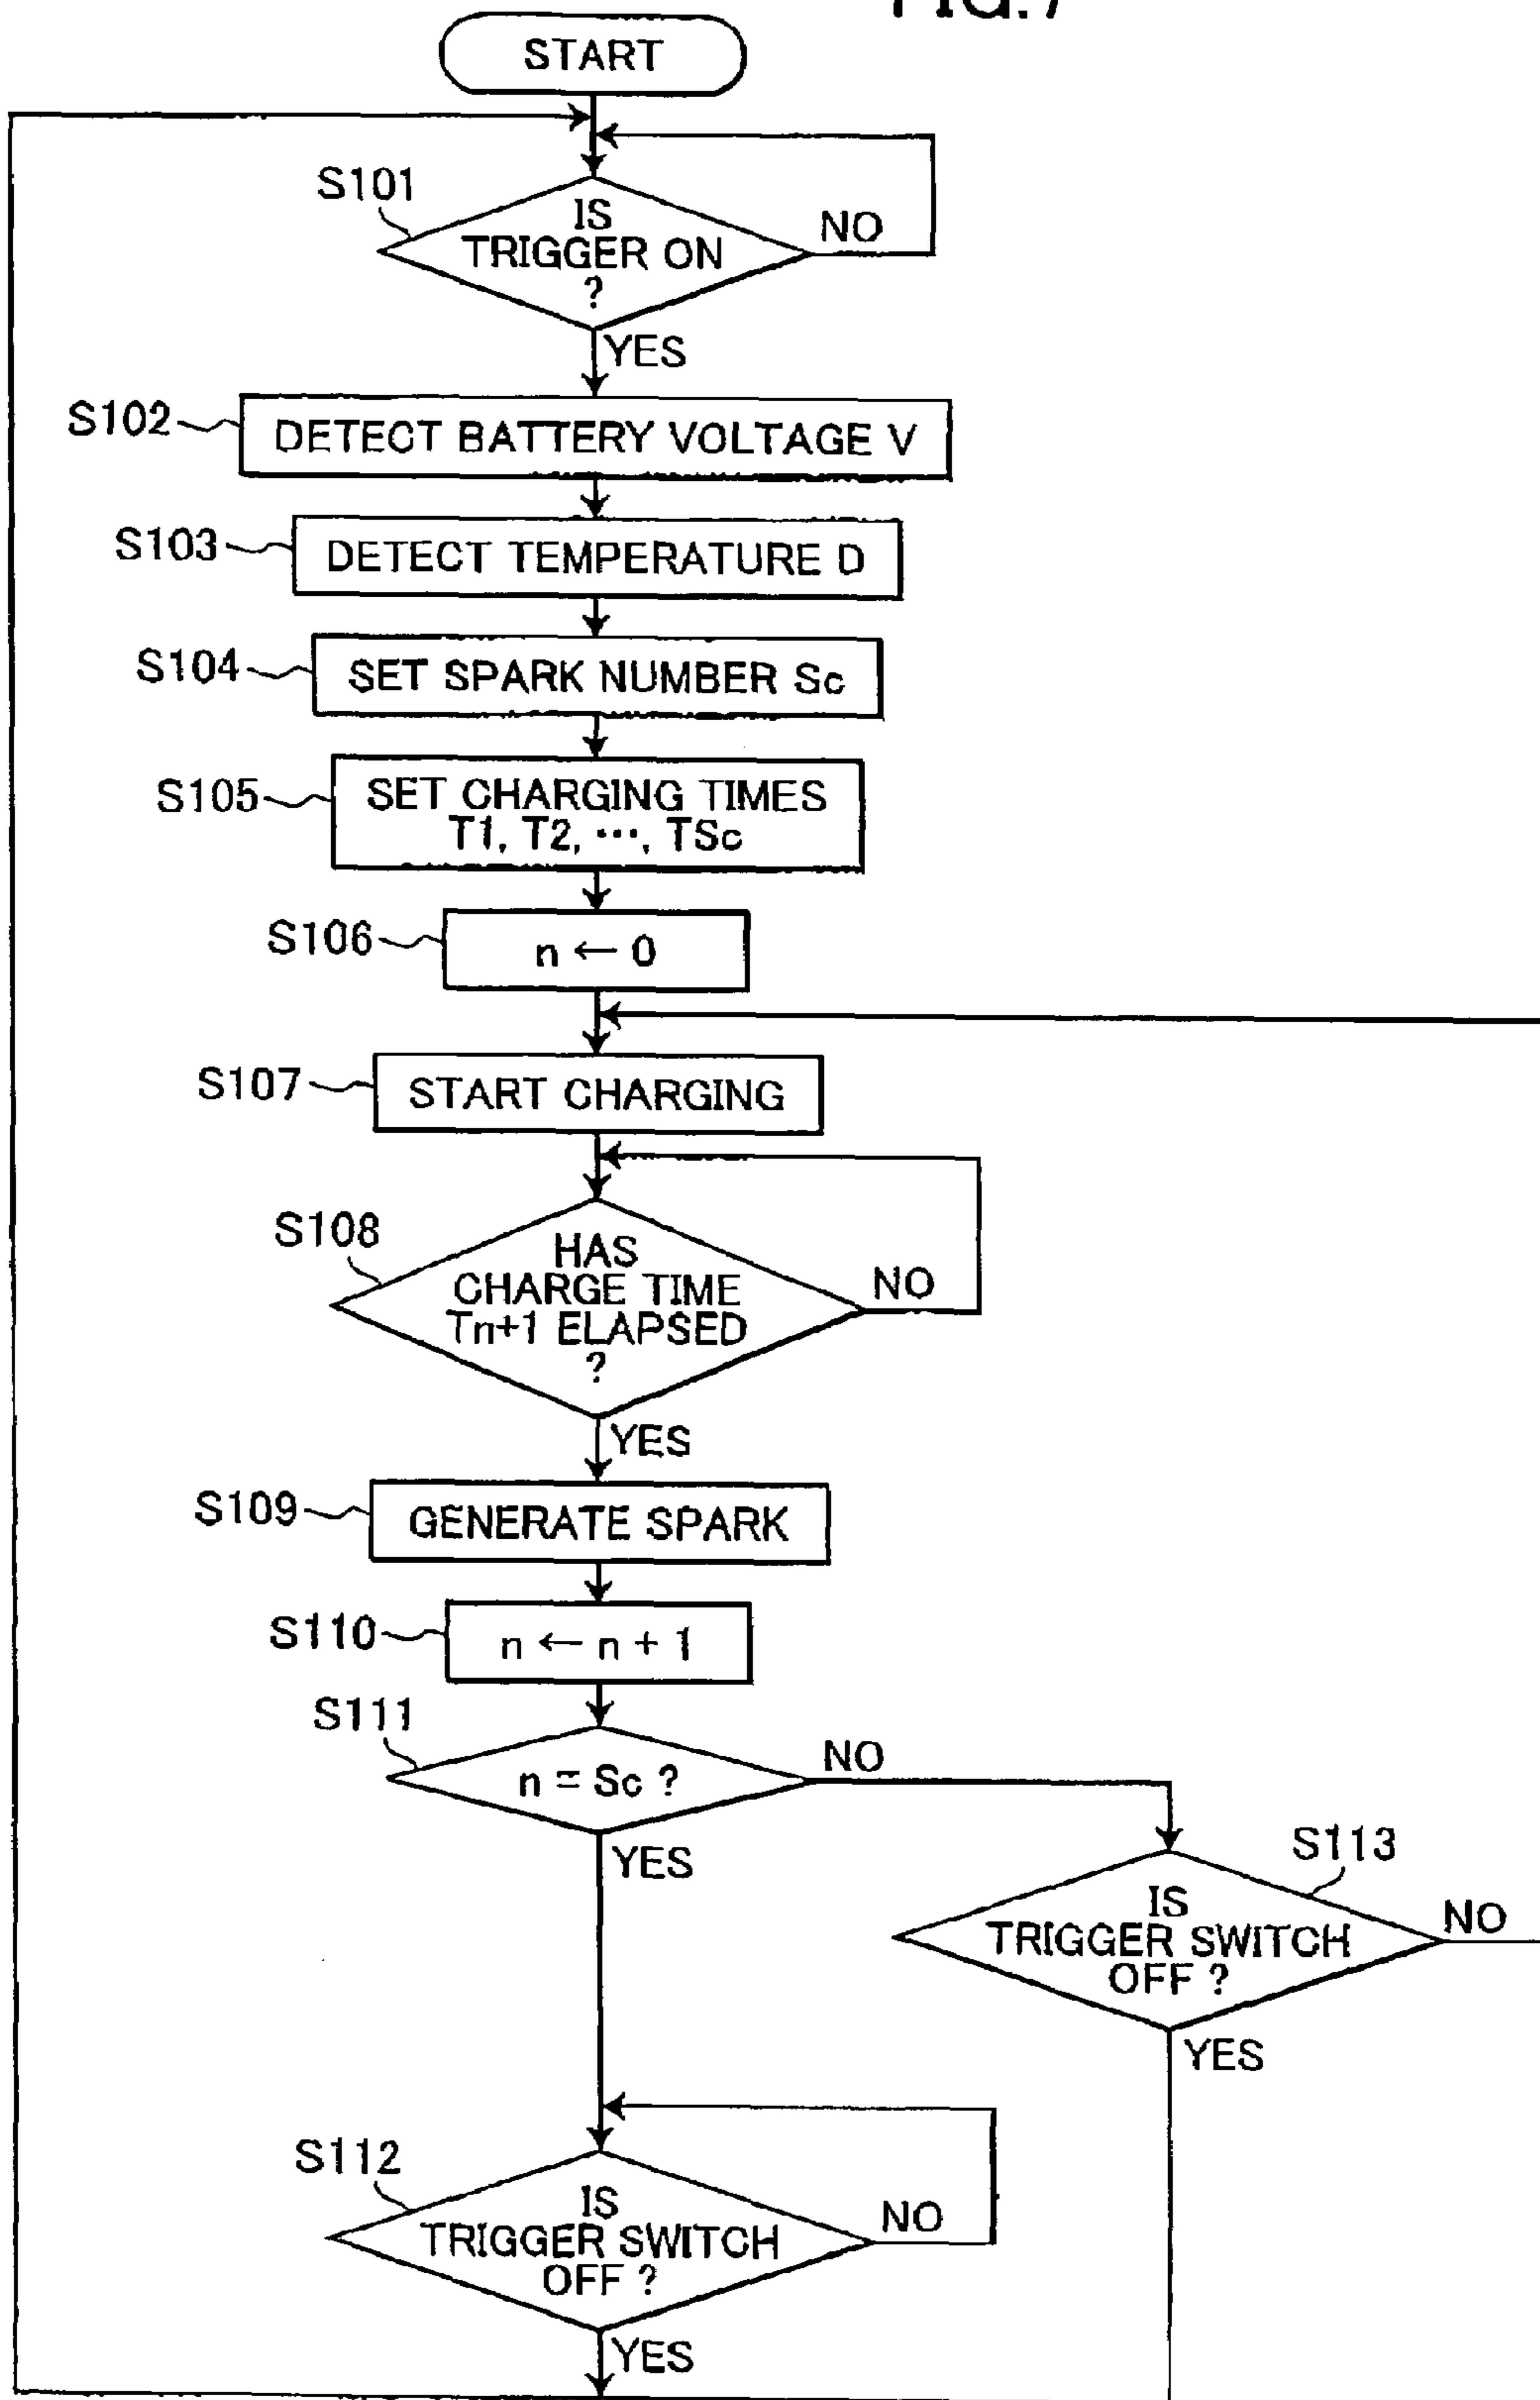 FIG.7
START
S101
IS
TRIGGER ON
?
NO
YES
S102
DETECT BATTERY VOLTAGE V
S103
DETECT TEMPERATURE D
S104
SET SPARK NUMBER Sc
S105
SET CHARGING TIMES
T1, T2, ···, TSc
S106
n ← 0
S107
START CHARGING
S108
HAS
CHARGE TIME
Tn+1 ELAPSED
?
NO
YES
S109
GENERATE SPARK
S110
n ← n + 1
S111
n = Sc ?
NO
YES
S113
IS
TRIGGER SWITCH
OFF ?
NO
YES
S112
IS
TRIGGER SWITCH
OFF ?
NO
YES